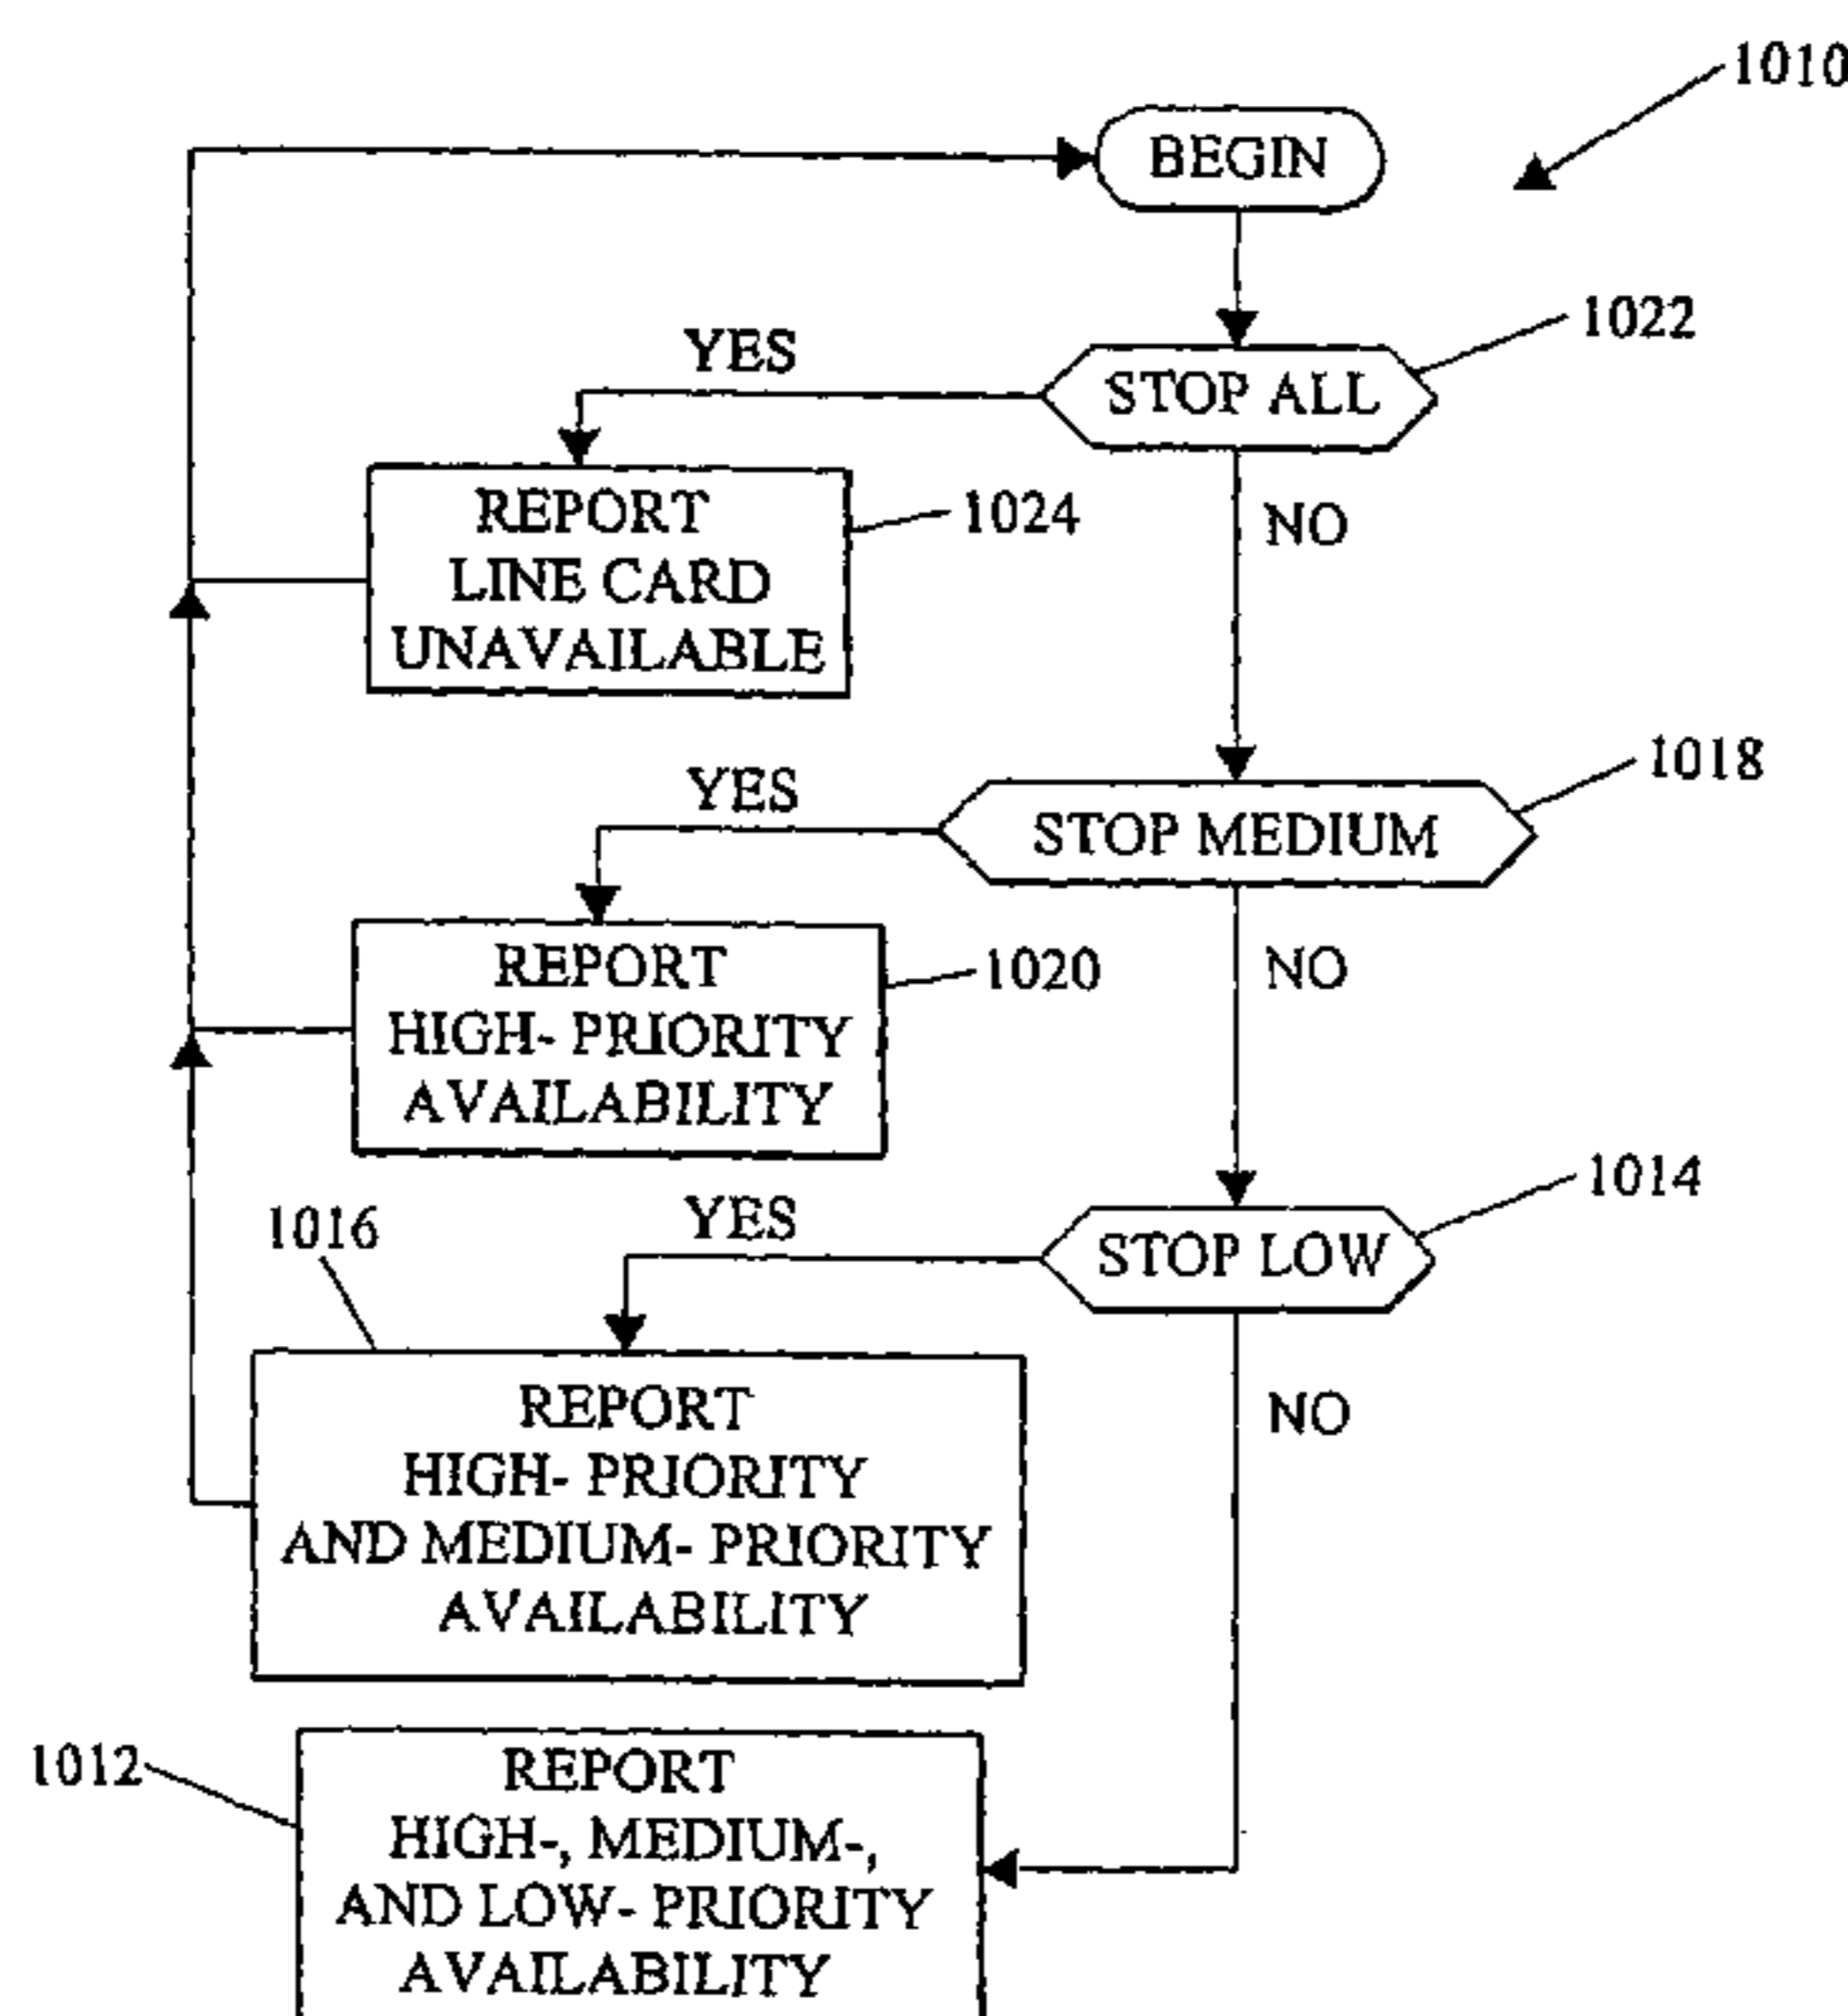 1010
BEGIN
1022
YES
STOP ALL
REPORT
LINE CARD
UNAVAILABLE
1024
NO
1018
YES
STOP MEDIUM
REPORT
HIGH- PRIORITY
AVAILABILITY
1020
NO
1014
1016
YES
STOP LOW
REPORT
HIGH- PRIORITY
AND MEDIUM- PRIORITY
AVAILABILITY
NO
1012
REPORT
HIGH-, MEDIUM-,
AND LOW- PRIORITY
AVAILABILITY